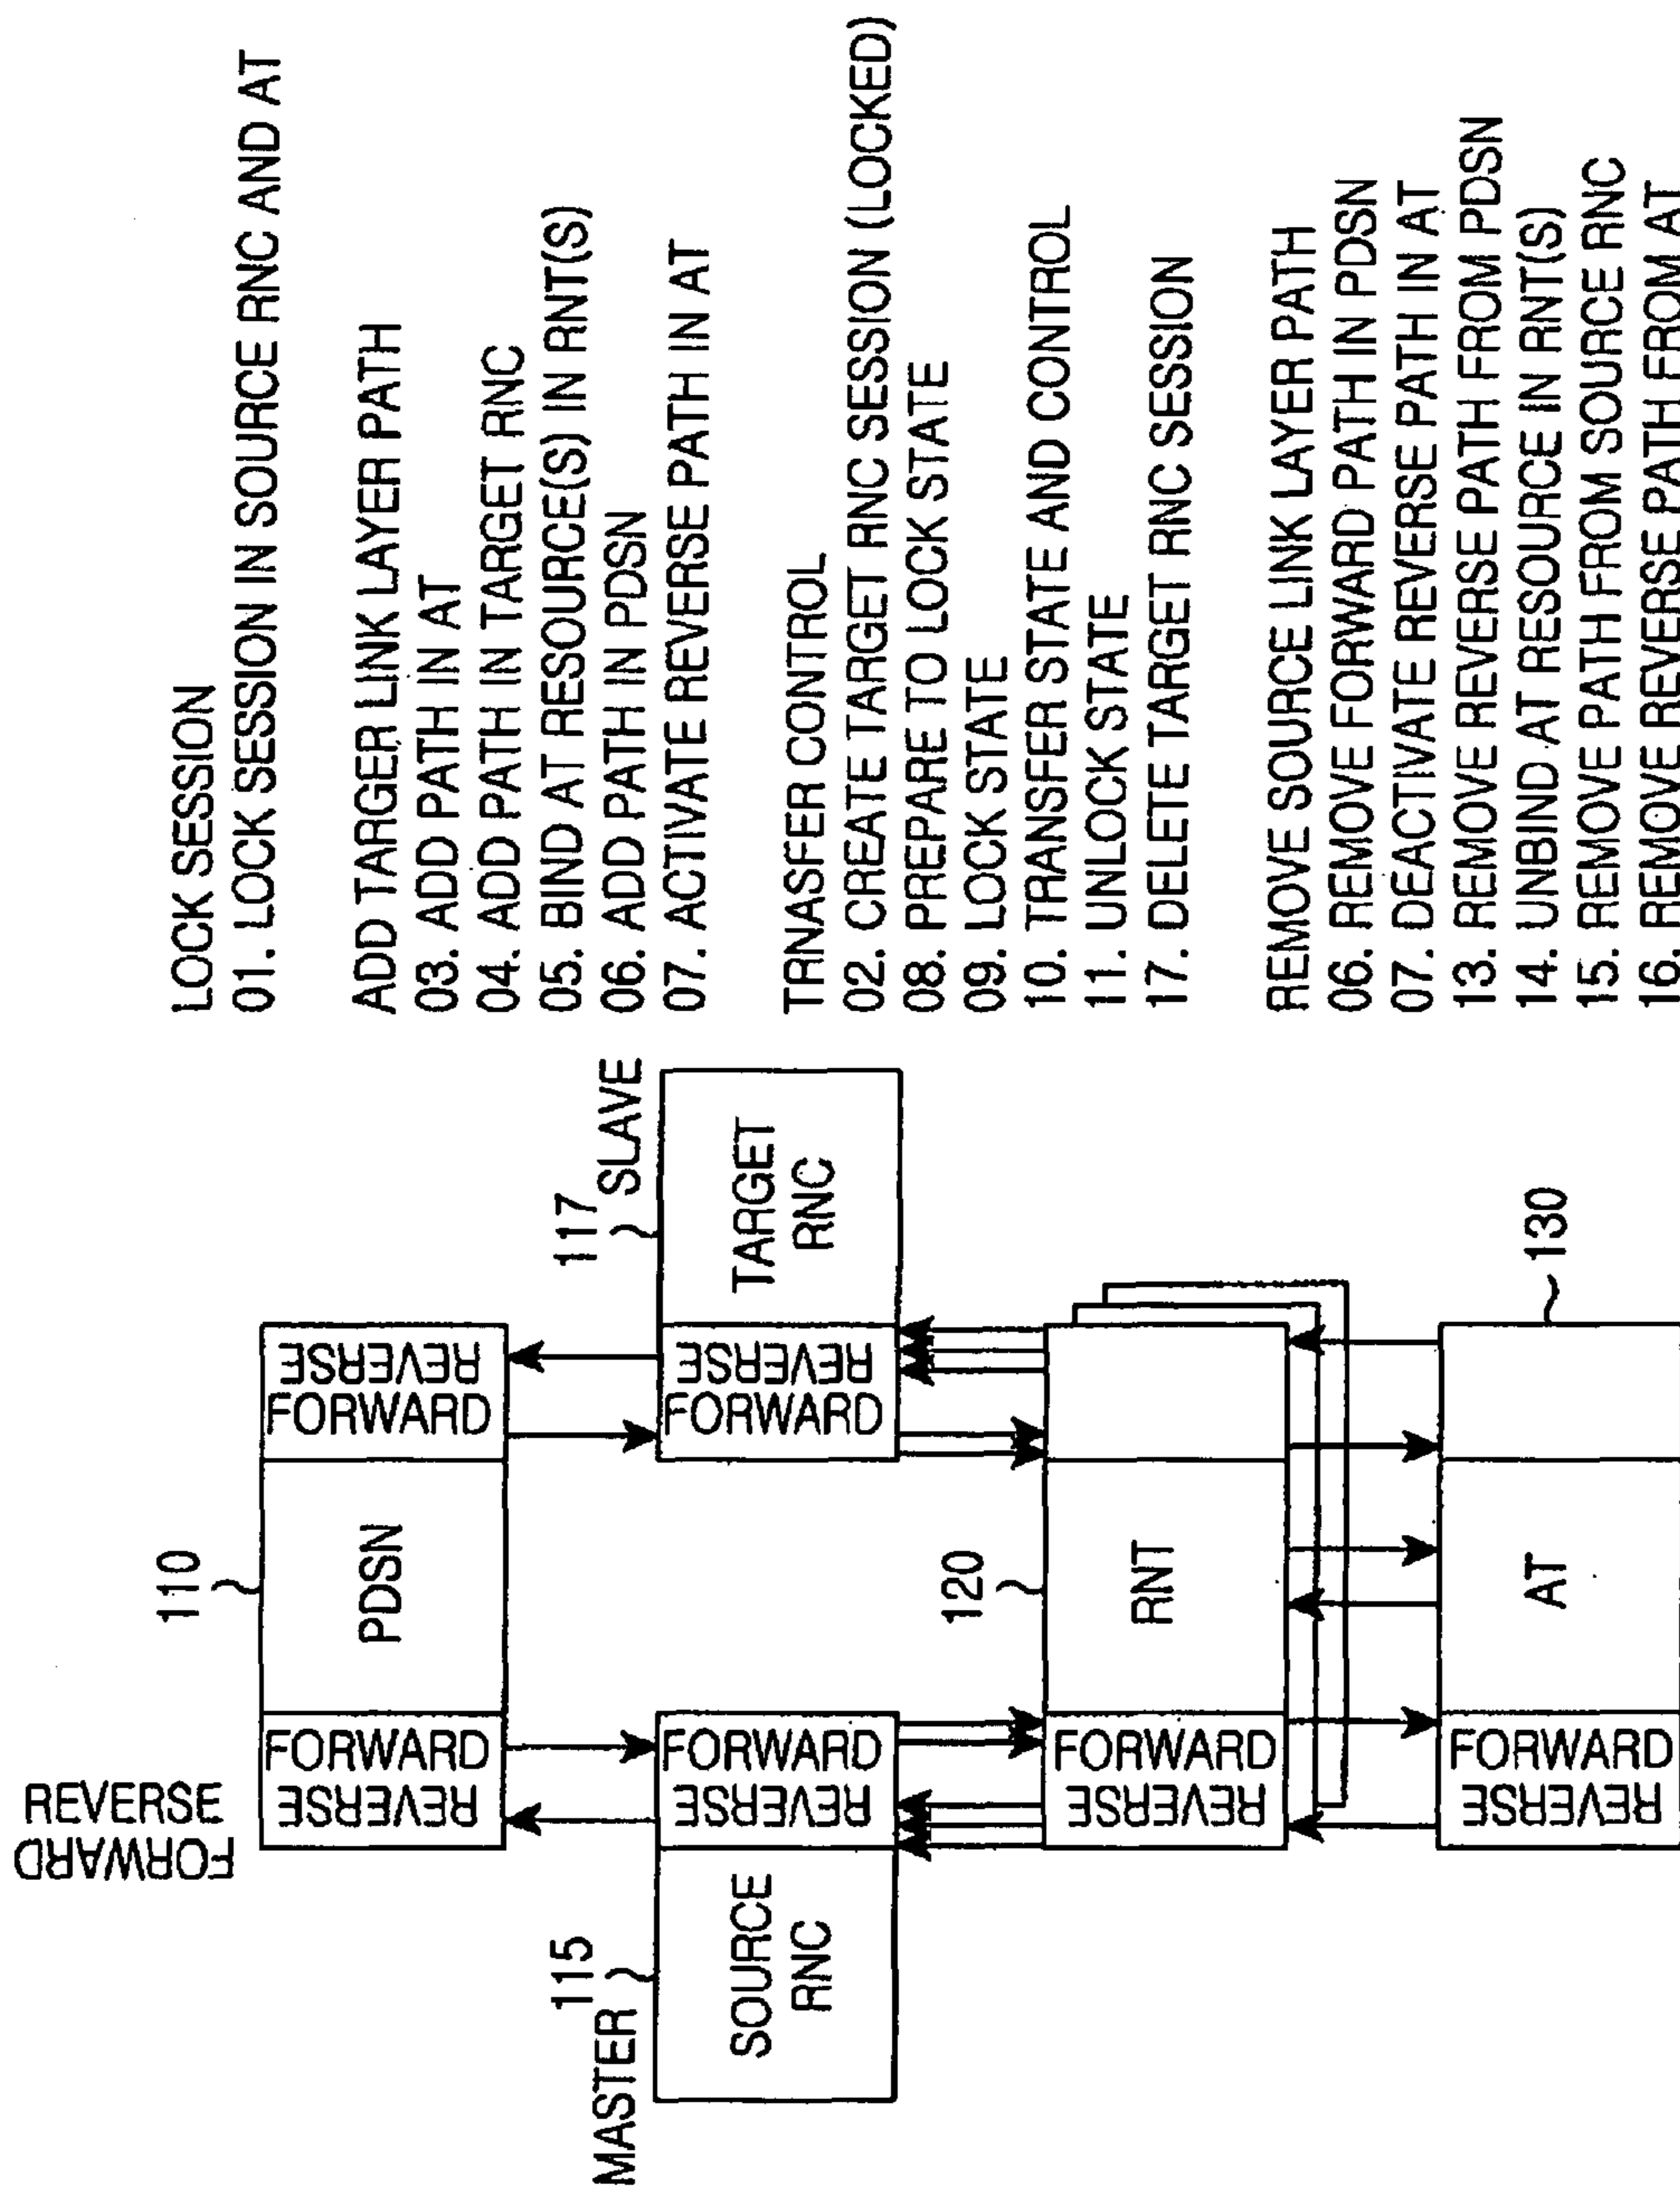 REVERSE
FORWARD
110
PDSN
FORWARD
REVERSE
FORWARD
REVERSE
MASTER
115
SOURCE
RNC
FORWARD
REVERSE
117
SLAVE
TARGET
RNC
FORWARD
REVERSE
120
RNT
FORWARD
REVERSE
130
AT
FORWARD
REVERSE
LOCK SESSION
01. LOCK SESSION IN SOURCE RNC AND AT
ADD TARGER LINK LAYER PATH
03. ADD PATH IN AT
04. ADD PATH IN TARGET RNC
05. BIND AT RESOURCE(S) IN RNT(S)
06. ADD PATH IN PDSN
07. ACTIVATE REVERSE PATH IN AT
TRNASFER CONTROL
02. CREATE TARGET RNC SESSION (LOCKED)
08. PREPARE TO LOCK STATE
09. LOCK STATE
10. TRANSFER STATE AND CONTROL
11. UNLOCK STATE
17. DELETE TARGET RNC SESSION
REMOVE SOURCE LINK LAYER PATH
06. REMOVE FORWARD PATH IN PDSN
07. DEACTIVATE REVERSE PATH IN AT
13. REMOVE REVERSE PATH FROM PDSN
14. UNBIND AT RESOURCE IN RNT(S)
15. REMOVE PATH FROM SOURCE RNC
16. REMOVE REVERSE PATH FROM AT